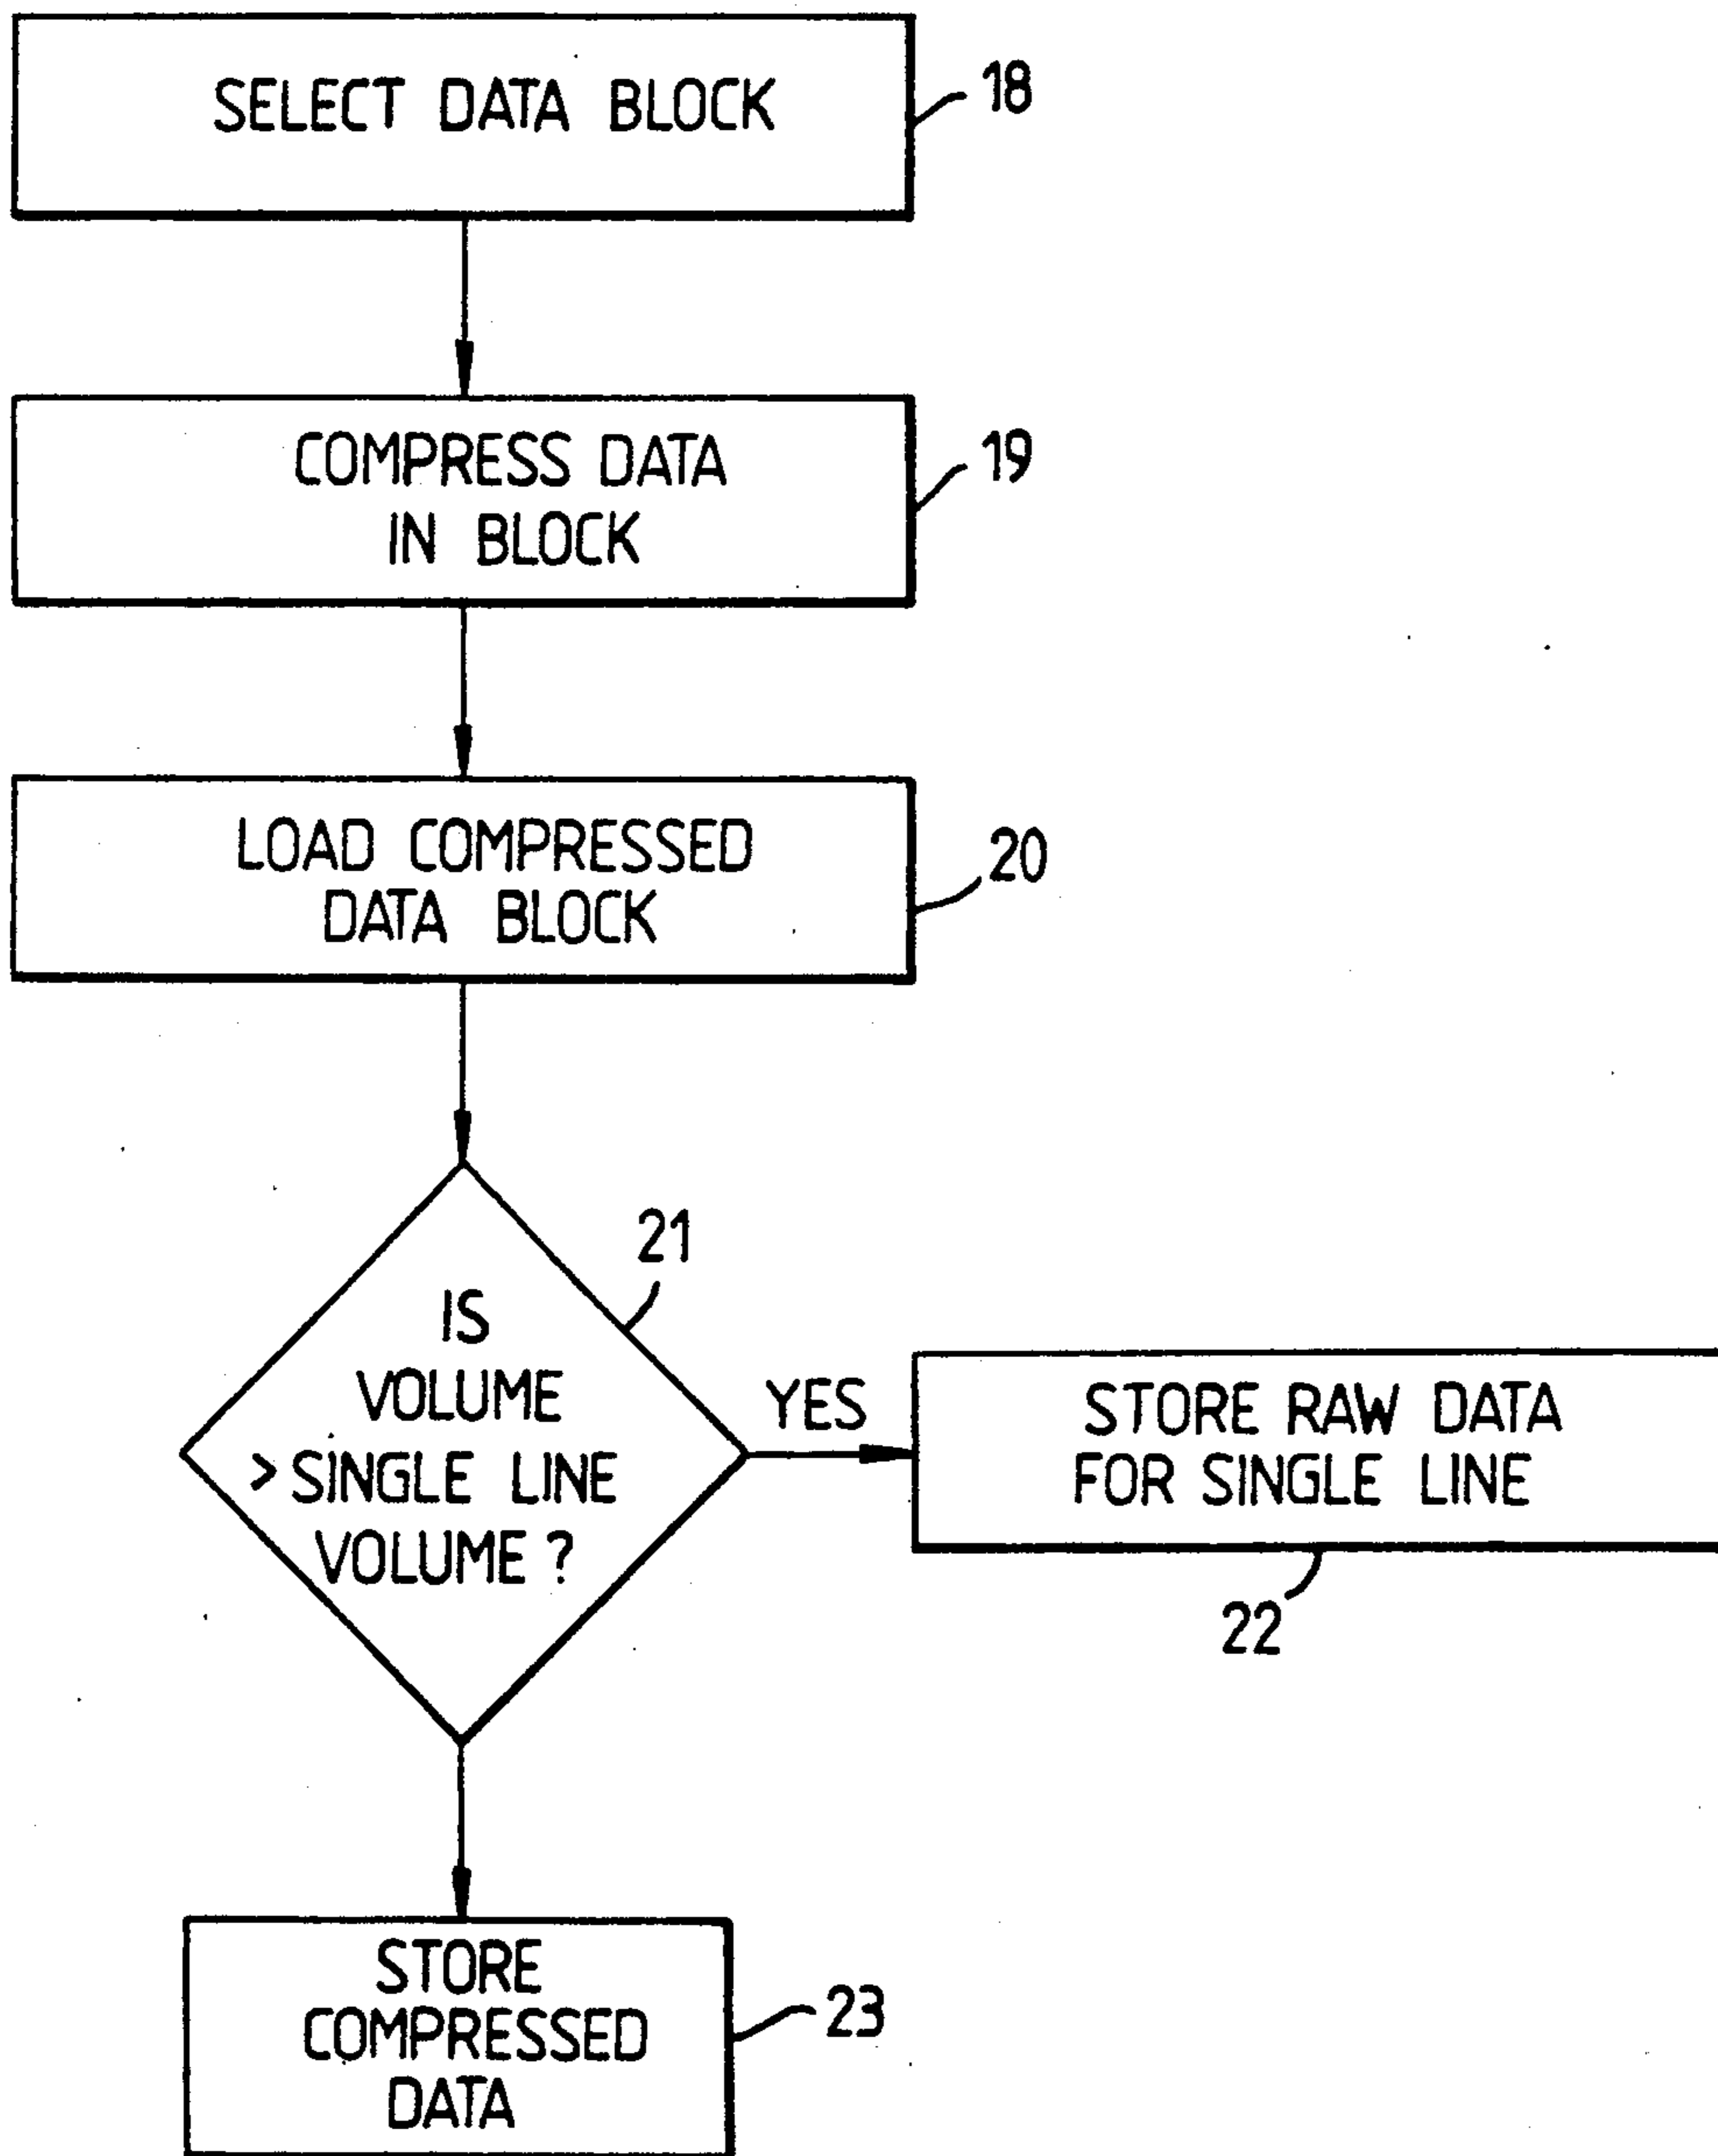 SELECT DATA BLOCK
18
COMPRESS DATA
IN BLOCK
19
LOAD COMPRESSED
DATA BLOCK
20
21
IS
VOLUME
> SINGLE LINE
VOLUME ?
YES
STORE RAW DATA
FOR SINGLE LINE
22
STORE
COMPRESSED
DATA
23